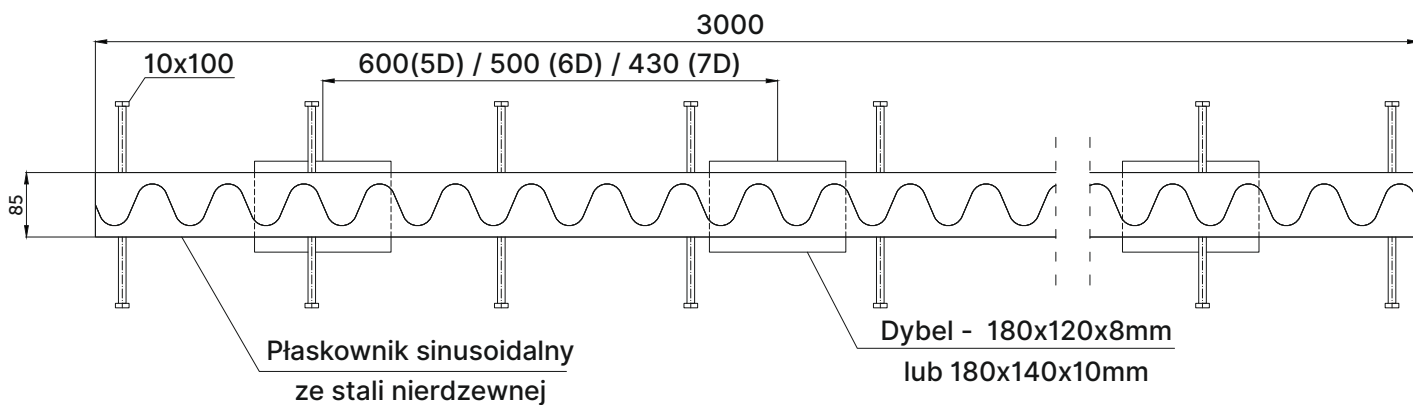 3000
10x100
600(5D) / 500 (6D) / 430 (7D)
85
Płaskownik sinusoidalny
ze stali nierdzewnej
Dybel - 180x120x8mm
lub 180x140x10mm